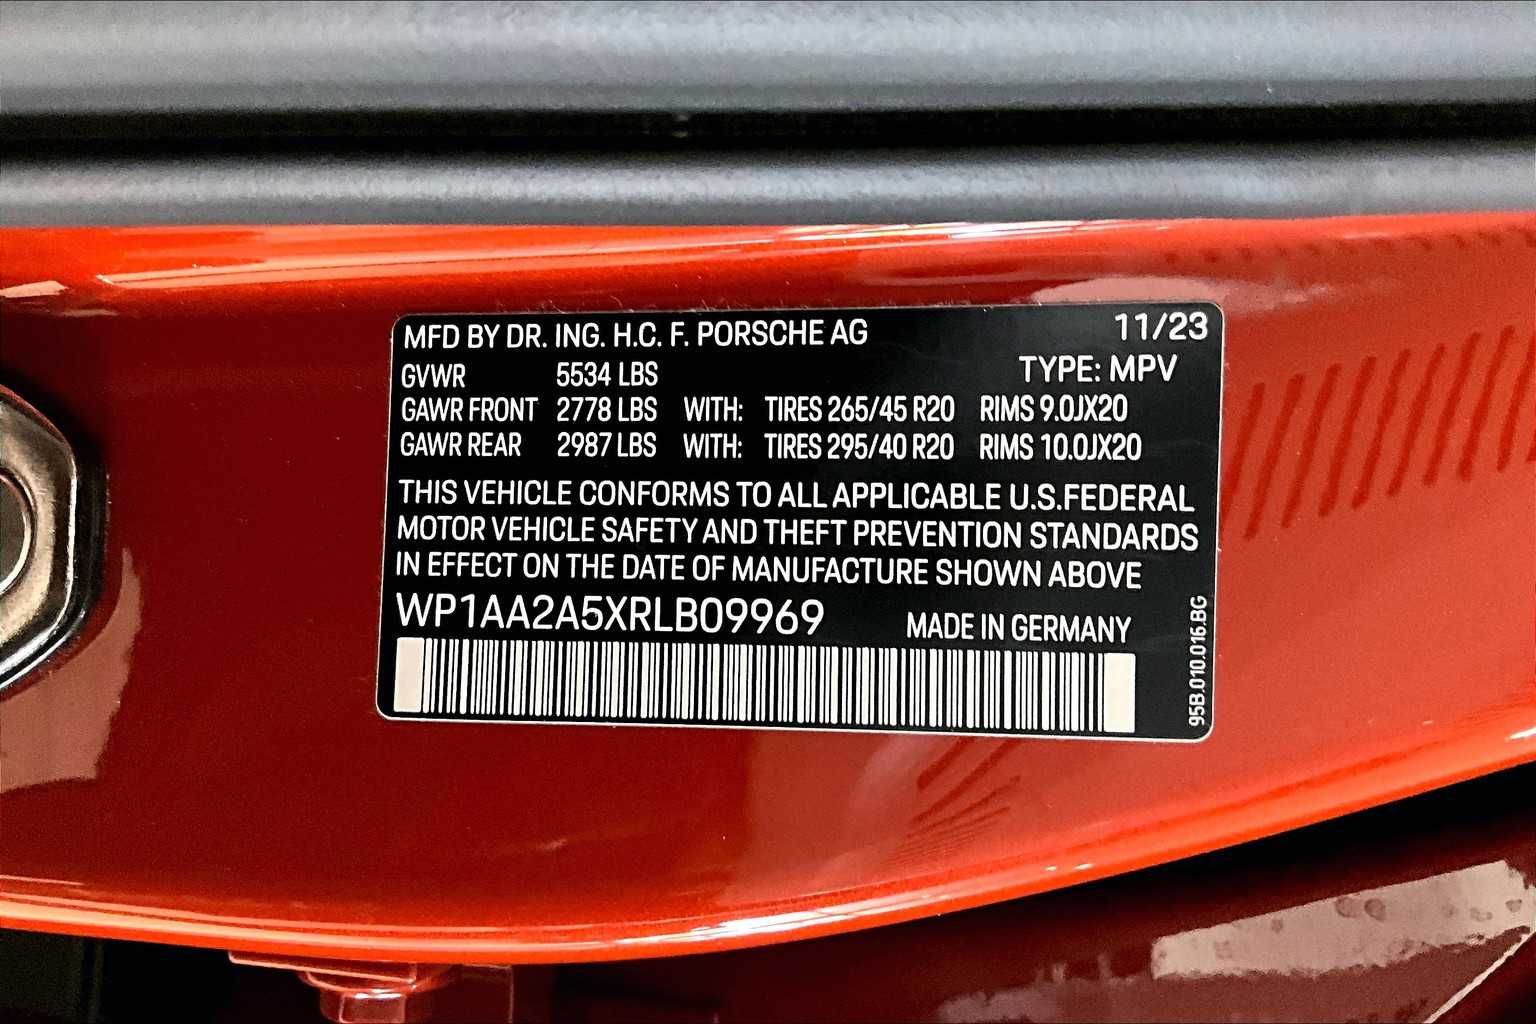 MFD BY DR. ING. H.C. F. PORSCHE AG 11/23
GVWR 5534 LBS TYPE: MPV
GAWR FRONT 2778 LBS WITH: TIRES 265/45 R20 RIMS 9.0JX20
GAWR REAR 2987 LBS WITH: TIRES 295/40 R20 RIMS 10.0JX20
THIS VEHICLE CONFORMS TO ALL APPLICABLE U.S.FEDERAL
MOTOR VEHICLE SAFETY AND THEFT PREVENTION STANDARDS
IN EFFECT ON THE DATE OF MANUFACTURE SHOWN ABOVE
WP1AA2A5XRLB09969 MADE IN GERMANY
95B.010.016.BG